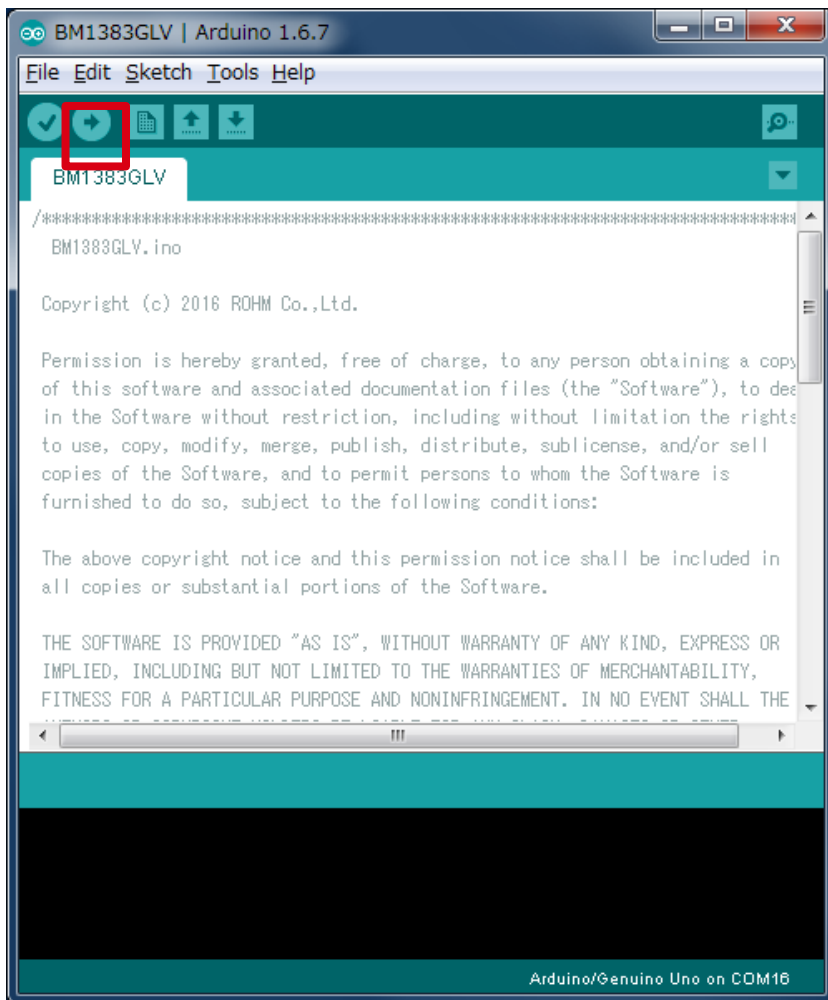 BM1383GLV | Arduino 1.6.7
File Edit Sketch Tools Help
BM1383GLV
/****************************************************************************
BM1383GLV.ino
Copyright (c) 2016 ROHM Co.,Ltd.
Permission is hereby granted, free of charge, to any person obtaining a copy
of this software and associated documentation files (the "Software"), to
in the Software without restriction, including without limitation the rights
to use, copy, modify, merge, publish, distribute, sublicense, and/or sell
copies of the Software, and to permit persons to whom the Software is
furnished to do so, subject to the following conditions:
The above copyright notice and this permission notice shall be included in
all copies or substantial portions of the Software.
THE SOFTWARE IS PROVIDED "AS IS", WITHOUT WARRANTY OF ANY KIND, EXPRESS OR
IMPLIED, INCLUDING BUT NOT LIMITED TO THE WARRANTIES OF MERCHANTABILITY,
FITNESS FOR A PARTICULAR PURPOSE AND NONINFRINGEMENT. IN NO EVENT SHALL THE
Arduino/Genuino Uno on COM16